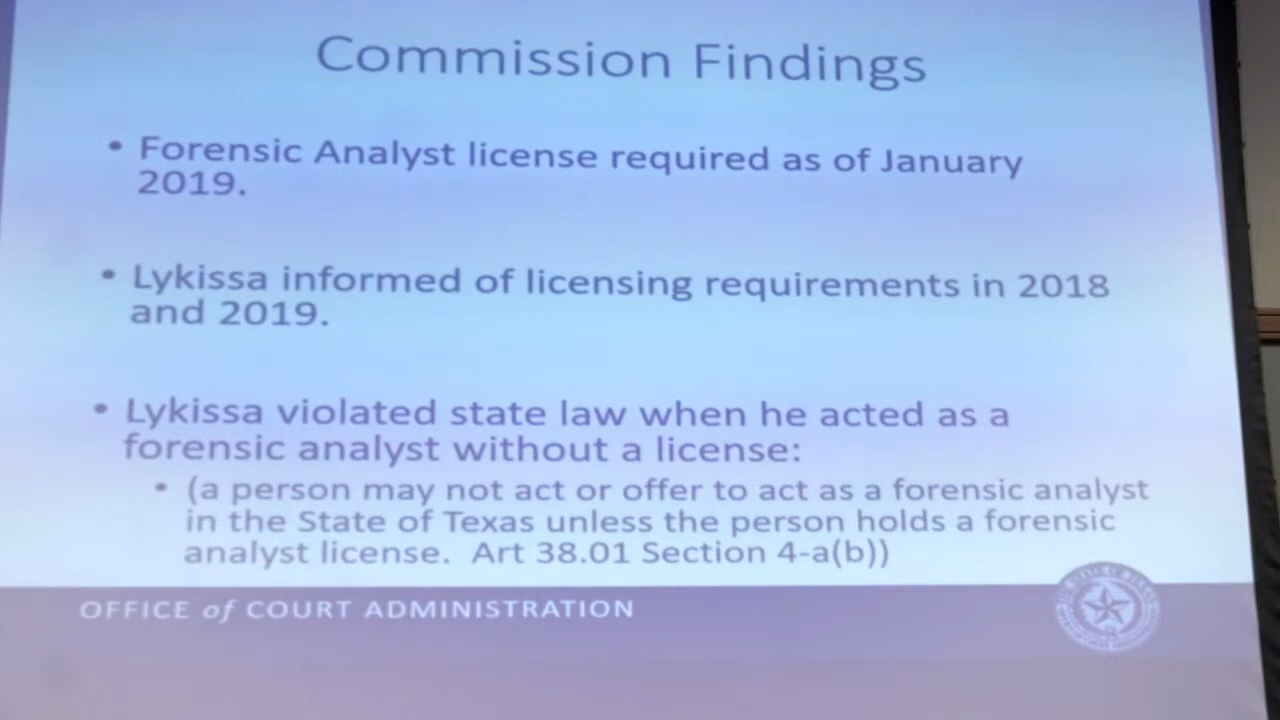 Commission Findings
• Forensic Analyst license required as of January
2019.
• Lykissa informed of licensing requirements in 2018
and 2019.
• Lykissa violated state law when he acted as a
forensic analyst without a license:
• (a person may not act or offer to act as a forensic analyst
in the State of Texas unless the person holds a forensic
analyst license.  Art 38.01 Section 4-a(b))
OFFICE of COURT ADMINISTRATION